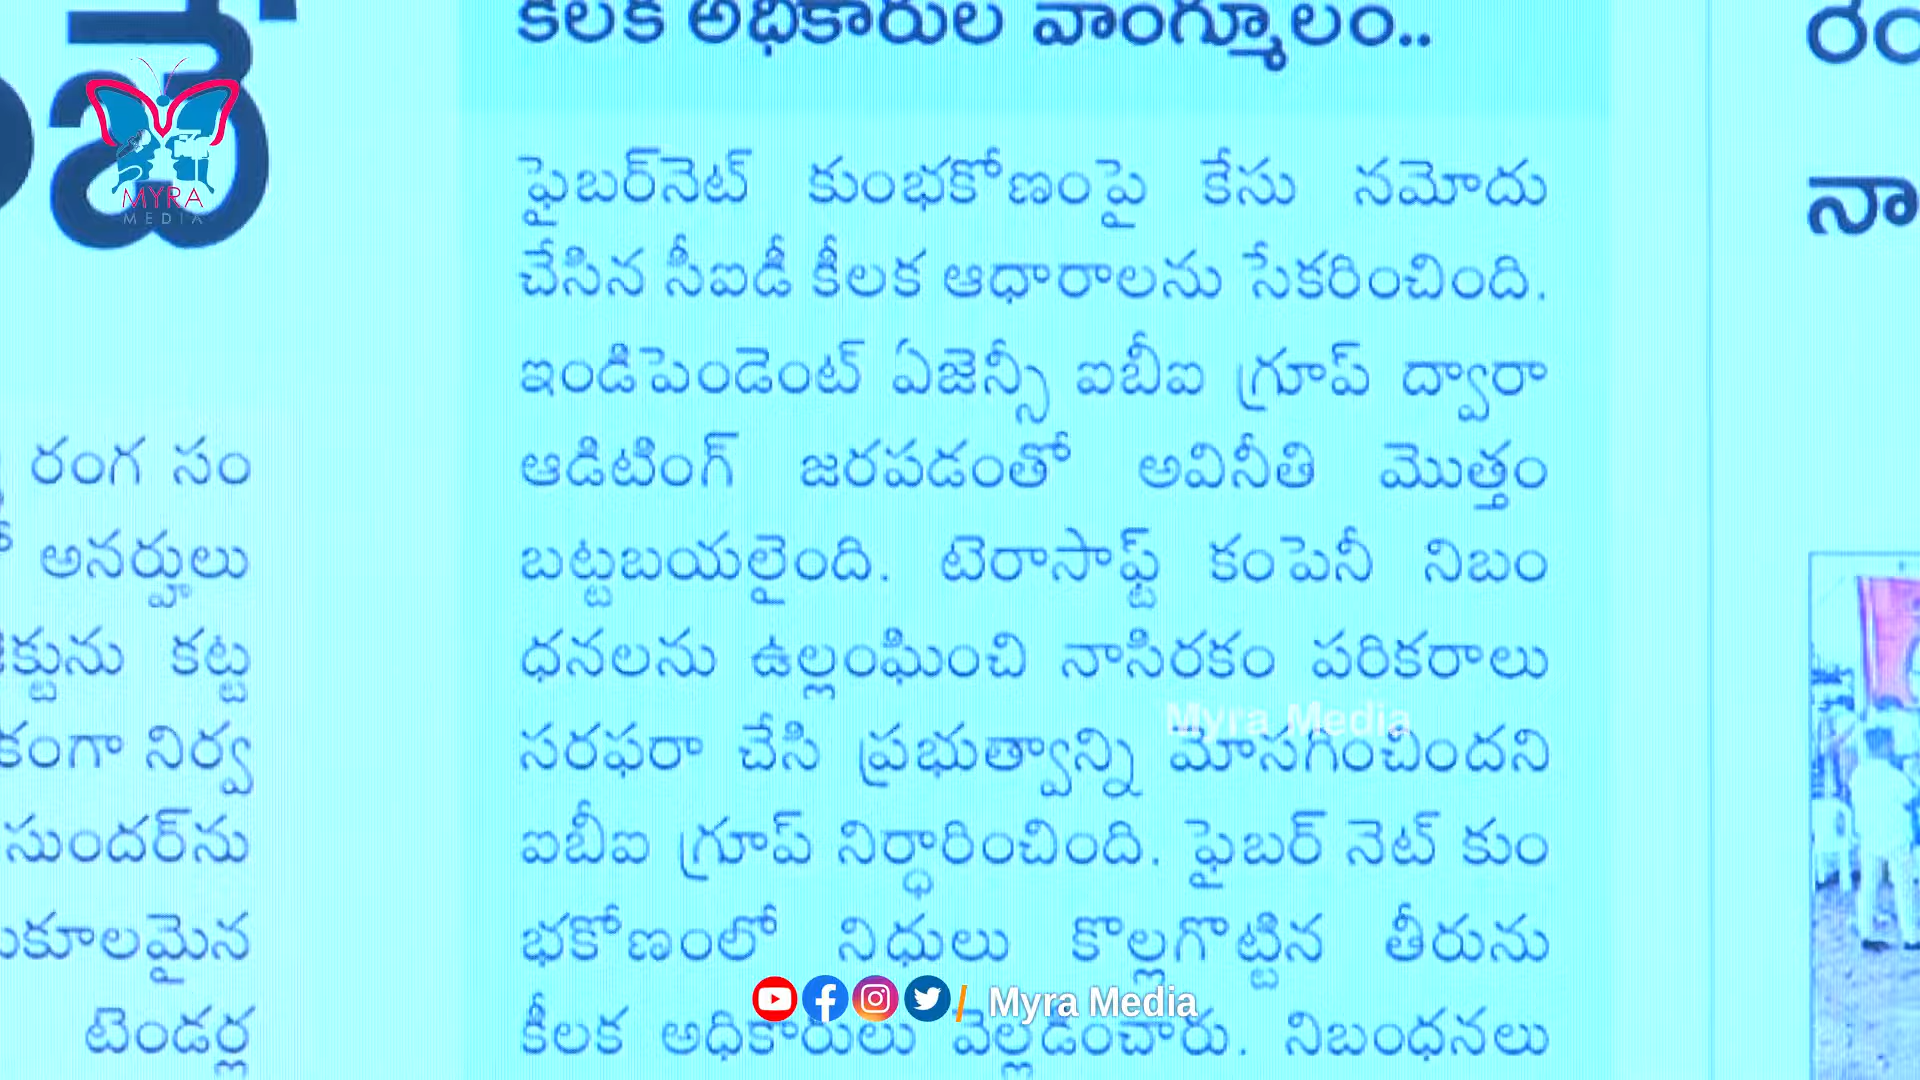 కీలక అధికారుల వాంగ్మూలం..
ఫైబర్‌నెట్ కుంభకోణంపై కేసు నమోదు
చేసిన సీఐడీ కీలక ఆధారాలను సేకరించింది.
ఇండిపెండెంట్ ఏజెన్సీ ఐబీఐ గ్రూప్ ద్వారా
ఆడిటింగ్ జరపడంతో అవినీతి మొత్తం
బట్టబయలైంది. టెరాసాఫ్ట్ కంపెనీ నిబం
ధనలను ఉల్లంఘించి నాసిరకం పరికరాలు
సరఫరా చేసి ప్రభుత్వాన్ని మోసగించిందని
ఐబీఐ గ్రూప్ నిర్ధారించింది. ఫైబర్ నెట్ కుం
భకోణంలో నిధులు కొల్లగొట్టిన తీరును
కీలక అధికారులు వెల్లడించారు. నిబంధనలు
రంగ సం
అనర్హులు
కట్ట
నిర్వ
సుందర్‌ను
టెండర్ల
నా
MYRA
MEDIA
Myra Media
/ Myra Media